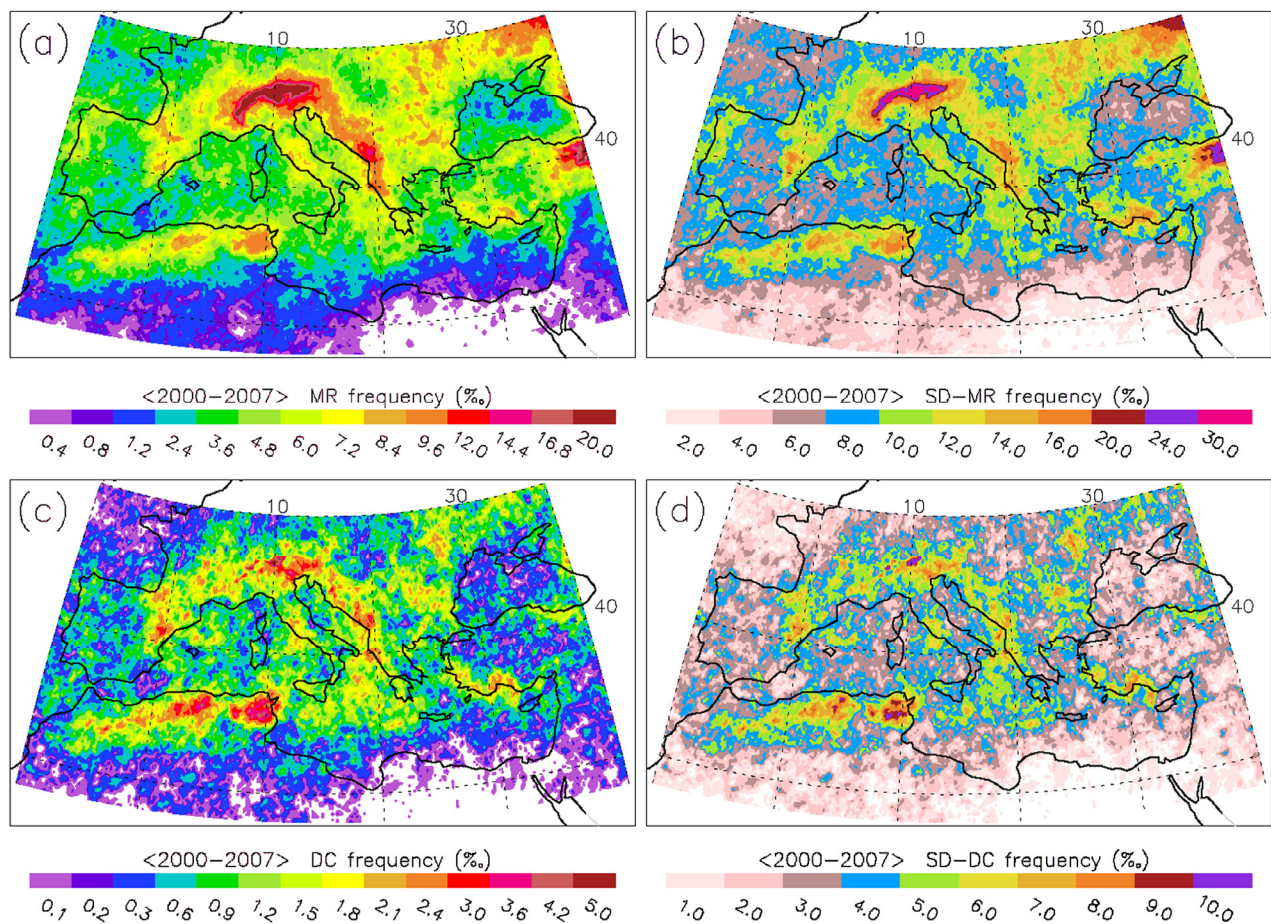 (a)
10
30
40
(b)
10
30
40
<2000-2007> MR frequency (‰)
0.4 0.8 1.2 2.4 3.6 4.8 6.0 7.2 8.4 9.6 12.0 14.4 16.8 20.0
<2000-2007> SD-MR frequency (‰)
2.0 4.0 6.0 8.0 10.0 12.0 14.0 16.0 20.0 24.0 30.0
(c)
10
30
40
(d)
10
30
40
<2000-2007> DC frequency (‰)
0.1 0.2 0.3 0.6 0.9 1.2 1.5 1.8 2.1 2.4 3.0 3.6 4.2 5.0
<2000-2007> SD-DC frequency (‰)
1.0 2.0 3.0 4.0 5.0 6.0 7.0 8.0 9.0 10.0